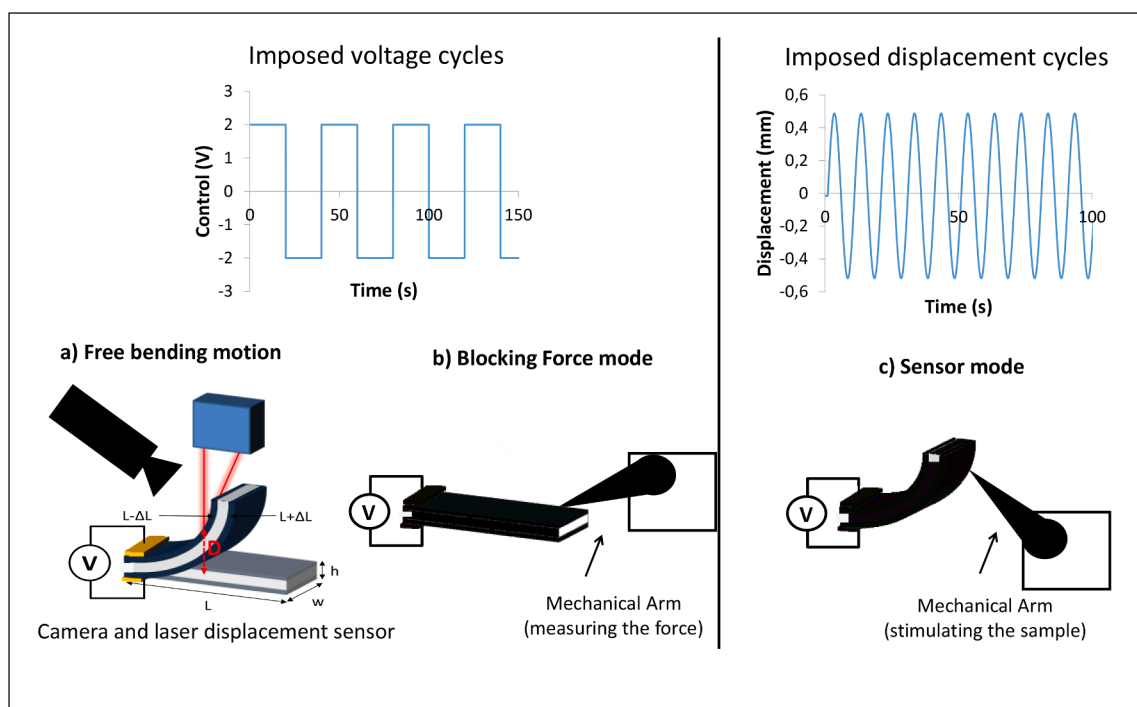 Imposed voltage cycles
3
2
1
0
-1
-2
-3
0
50
100
150
Control (V)
Time (s)
a) Free bending motion
b) Blocking Force mode
L-ΔL
L+ΔL
D
V
h
w
L
Camera and laser displacement sensor
V
Mechanical Arm
(measuring the force)
Imposed displacement cycles
0,6
0,4
0,2
0
-0,2
-0,4
-0,6
0
50
100
Displacement (mm)
Time (s)
c) Sensor mode
V
Mechanical Arm
(stimulating the sample)